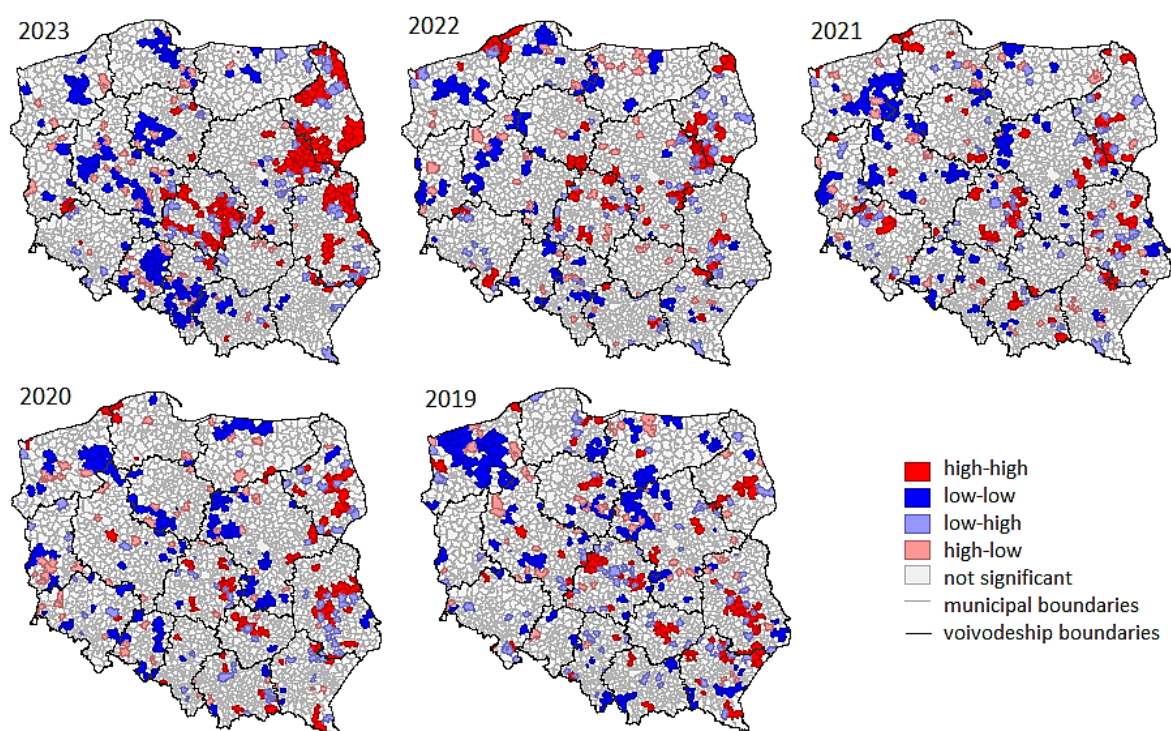 2023
2022
2021
2020
2019
high-high
low-low
low-high
high-low
not significant
municipal boundaries
voivodeship boundaries